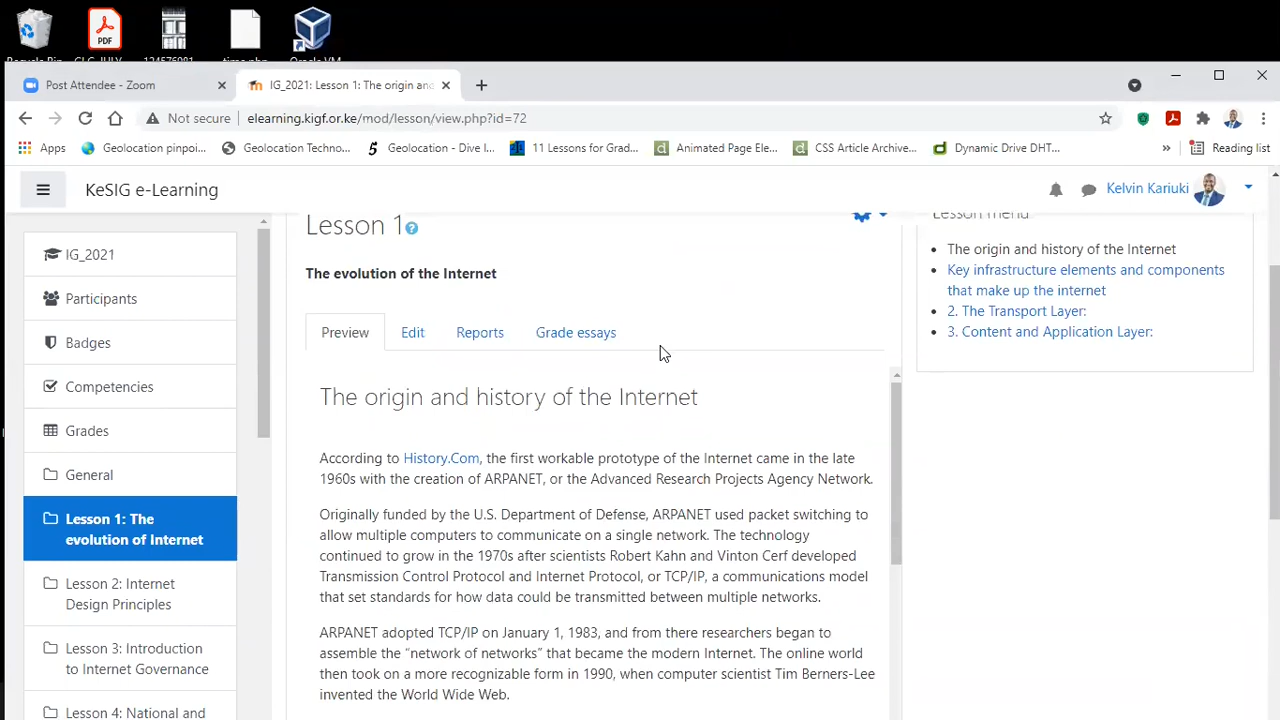 PDF
Post Attendee - Zoom
IG_2021: Lesson 1: The origin and
Not secure
elearning.kigf.or.ke/mod/lesson/view.php?id=72
Apps
Geolocation pinpoi...
Geolocation Techno...
Geolocation - Dive I...
11 Lessons for Grad...
Animated Page Ele...
CSS Article Archive...
Dynamic Drive DHT...
»
Reading list
KeSIG e-Learning
Kelvin Kariuki
IG_2021
Participants
Badges
Competencies
Grades
General
Lesson 1: The
evolution of Internet
Lesson 2: Internet
Design Principles
Lesson 3: Introduction
to Internet Governance
Lesson 4: National and
Lesson 1
The evolution of the Internet
Preview
Edit
Reports
Grade essays
The origin and history of the Internet
According to History.Com, the first workable prototype of the Internet came in the late
1960s with the creation of ARPANET, or the Advanced Research Projects Agency Network.
Originally funded by the U.S. Department of Defense, ARPANET used packet switching to
allow multiple computers to communicate on a single network. The technology
continued to grow in the 1970s after scientists Robert Kahn and Vinton Cerf developed
Transmission Control Protocol and Internet Protocol, or TCP/IP, a communications model
that set standards for how data could be transmitted between multiple networks.
ARPANET adopted TCP/IP on January 1, 1983, and from there researchers began to
assemble the “network of networks” that became the modern Internet. The online world
then took on a more recognizable form in 1990, when computer scientist Tim Berners-Lee
invented the World Wide Web.
Lesson menu
The origin and history of the Internet
Key infrastructure elements and components
that make up the internet
2. The Transport Layer:
3. Content and Application Layer: